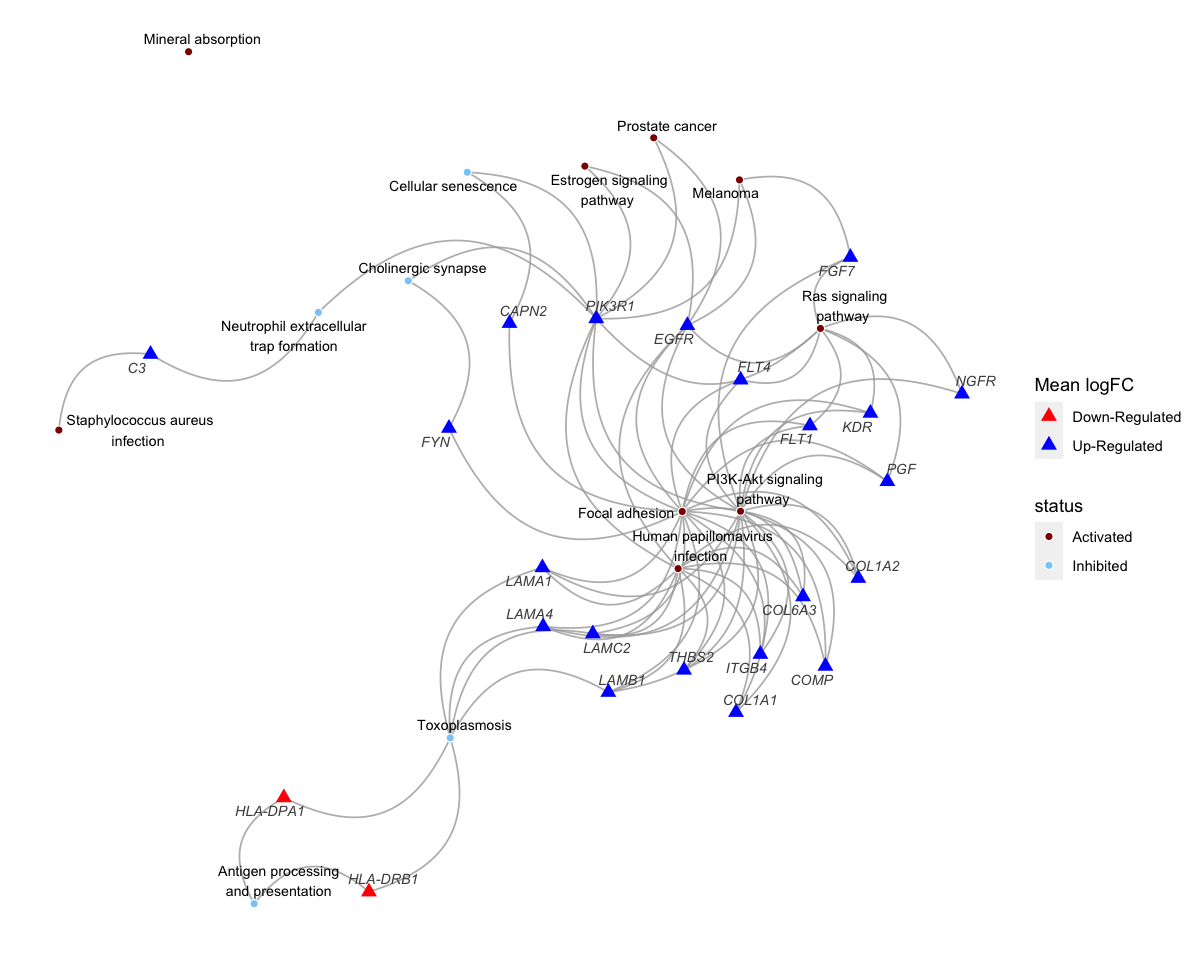 Mineral absorption
Prostate cancer
Cellular senescence
Estrogen signaling
pathway
Melanoma
Cholinergic synapse
FGF7
Ras signaling
pathway
CAPN2
PIK3R1
EGFR
Neutrophil extracellular
trap formation
C3
FLT4
NGFR
Mean logFC
Down-Regulated
Up-Regulated
Staphylococcus aureus
infection
FYN
FLT1
KDR
PGF
PI3K-Akt signaling
pathway
Focal adhesion
status
Activated
Inhibited
Human papillomavirus
infection
LAMA1
COL1A2
LAMA4
COL6A3
LAMC2
THBS2
ITGB4
COMP
LAMB1
COL1A1
Toxoplasmosis
HLA-DPA1
Antigen processing
and presentation
HLA-DRB1